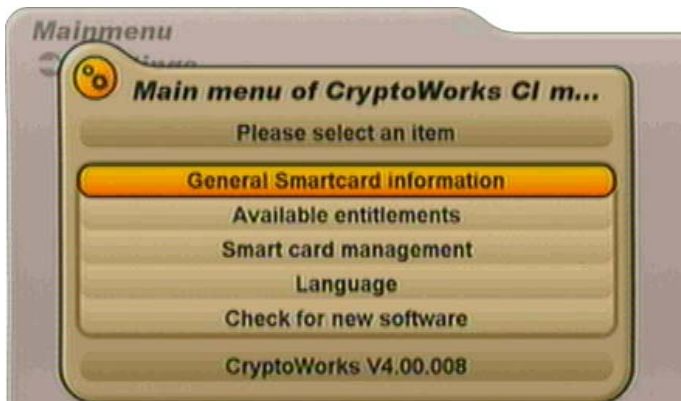 Mainmenu
Main menu of CryptoWorks CI m...
Please select an item
General Smartcard information
Available entitlements
Smart card management
Language
Check for new software
CryptoWorks V4.00.008